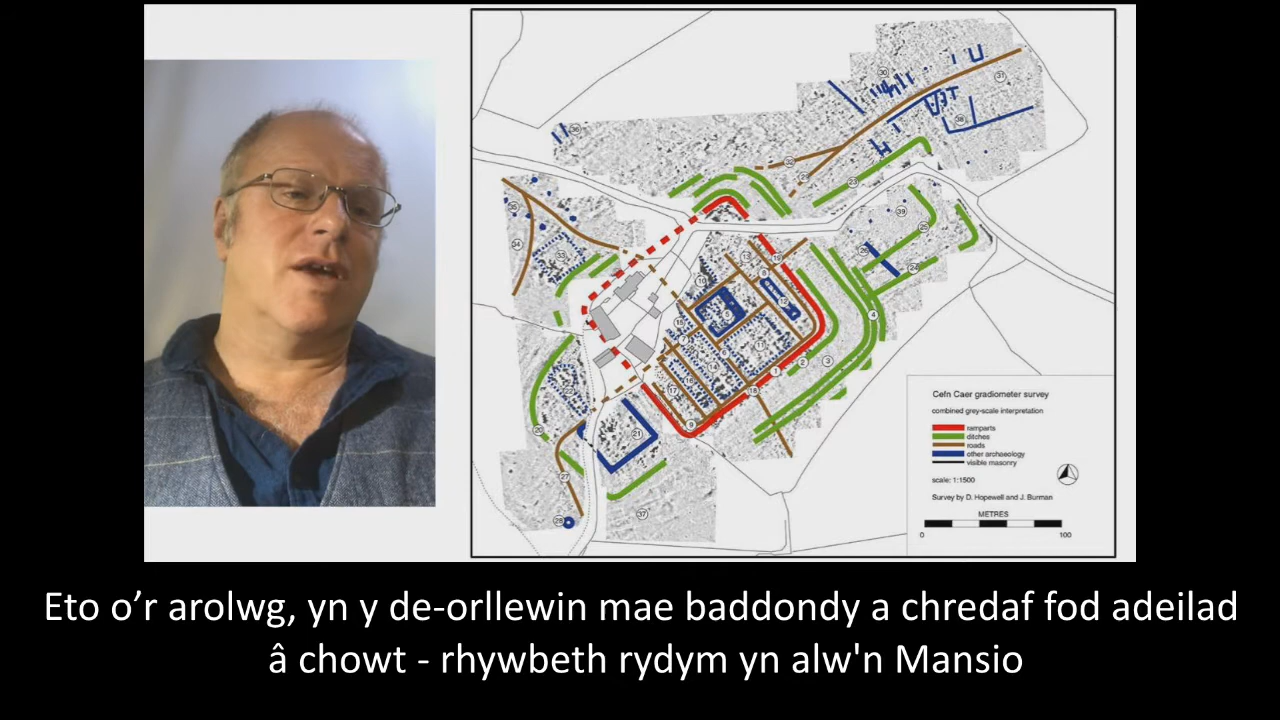 Cefn Caer gradiometer survey
combined grey-scale interpretation
ramparts
ditches
roads
other archaeology
visible masonry
scale: 1:1500
Survey by D. Hopewell and J. Burman
METRES
0 100
Eto o’r arolwg, yn y de-orllewin mae baddondy a chredaf fod adeilad
â chowt - rhywbeth rydym yn alw'n Mansio